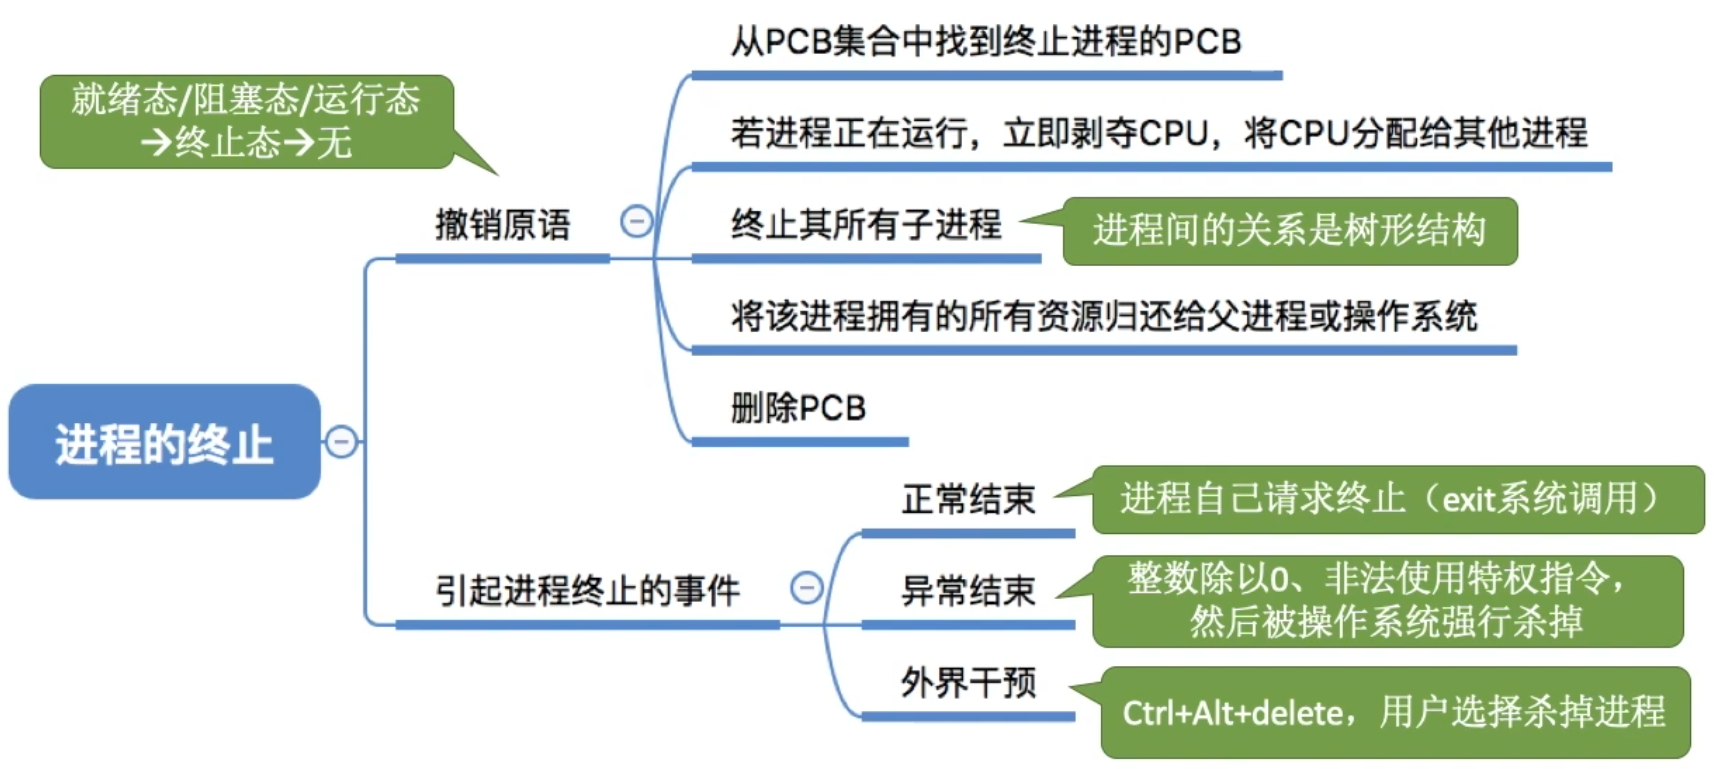 从PCB集合中找到终止进程的PCB
就绪态/阻塞态/运行态
→终止态→无
若进程正在运行，立即剥夺CPU，将CPU分配给其他进程
撤销原语
终止其所有子进程
进程间的关系是树形结构
将该进程拥有的所有资源归还给父进程或操作系统
删除PCB
进程的终止
正常结束
进程自己请求终止（exit系统调用）
引起进程终止的事件
异常结束
整数除以0、非法使用特权指令，
然后被操作系统强行杀掉
外界干预
Ctrl+Alt+delete，用户选择杀掉进程